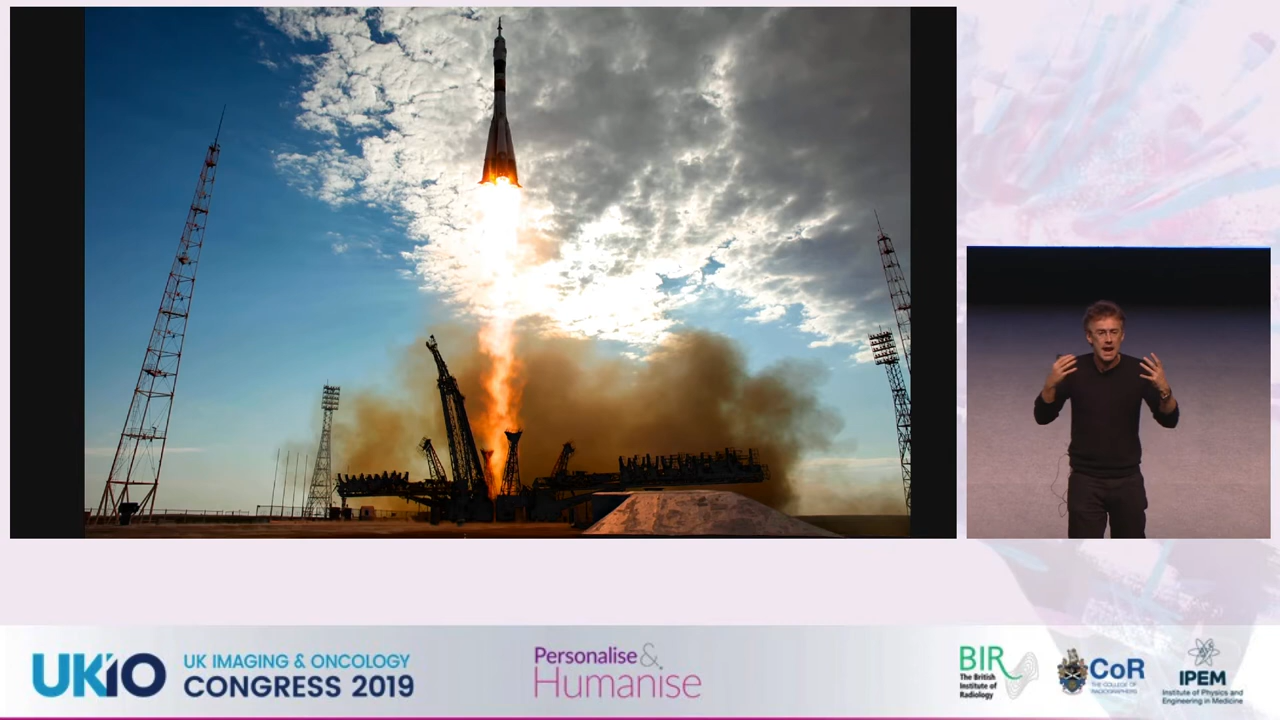 UKIO
UK IMAGING & ONCOLOGY
CONGRESS 2019
Personalise &
Humanise
BIR
The British
Institute of
Radiology
CoR
THE COLLEGE OF
RADIOGRAPHERS
IPEM
Institute of Physics and
Engineering in Medicine